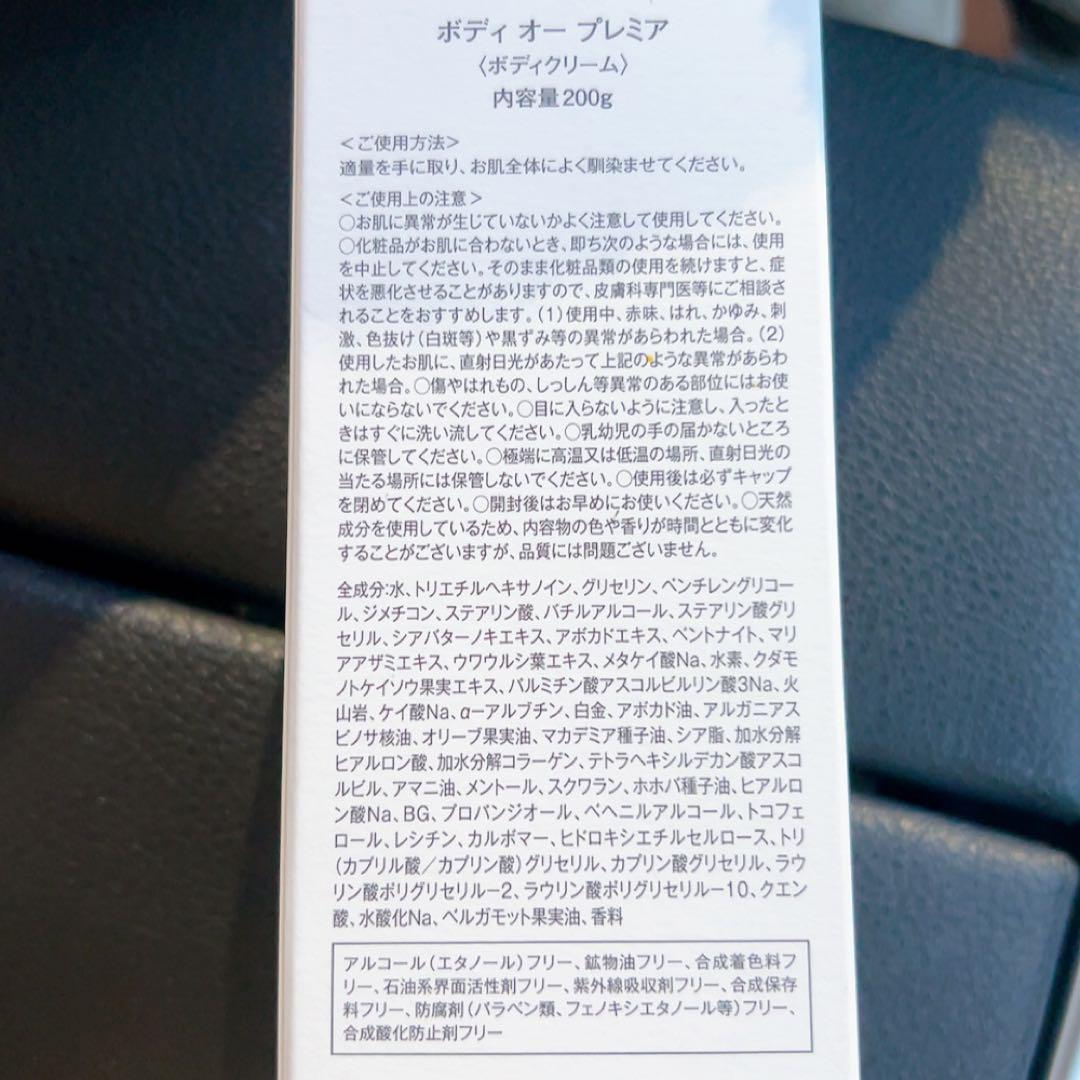 ボディ オー プレミア
〈ボディクリーム〉
内容量200g
＜ご使用方法＞
適量を手に取り、お肌全体によく馴染ませてください。
＜ご使用上の注意＞
○お肌に異常が生じていないかよく注意して使用してください。
○化粧品がお肌に合わないとき、即ち次のような場合には、使用
を中止してください。そのまま化粧品類の使用を続けますと、症
状を悪化させることがありますので、皮膚科専門医等にご相談さ
れることをおすすめします。（1）使用中、赤味、はれ、かゆみ、刺
激、色抜け（白斑等）や黒ずみ等の異常があらわれた場合。（2）
使用したお肌に、直射日光があたって上記のような異常があらわ
れた場合。○傷やはれもの、しっしん等異常のある部位にはお使
いにならないでください。○目に入らないように注意し、入ったと
きはすぐに洗い流してください。○乳幼児の手の届かないところ
に保管してください。○極端に高温又は低温の場所、直射日光の
当たる場所には保管しないでください。○使用後は必ずキャップ
を閉めてください。○開封後はお早めにお使いください。○天然
成分を使用しているため、内容物の色や香りが時間とともに変化
することがございますが、品質には問題ございません。
全成分:水、トリエチルヘキサノイン、グリセリン、ペンチレングリコー
ル、ジメチコン、ステアリン酸、バチルアルコール、ステアリン酸グリ
セリル、シアバターノキエキス、アボカドエキス、ベントナイト、マリ
アアザミエキス、ウワウルシ葉エキス、メタケイ酸Na、水素、クダモ
ノトケイソウ果実エキス、パルミチン酸アスコルビルリン酸3Na、火
山岩、ケイ酸Na、α－アルブチン、白金、アボカド油、アルガニアス
ピノサ核油、オリーブ果実油、マカデミア種子油、シア脂、加水分解
ヒアルロン酸、加水分解コラーゲン、テトラヘキシルデカン酸アスコ
ルビル、アマニ油、メントール、スクワラン、ホホバ種子油、ヒアルロ
ン酸Na、BG、プロパンジオール、ベヘニルアルコール、トコフェ
ロール、レシチン、カルボマー、ヒドロキシエチルセルロース、トリ
（カプリル酸／カプリン酸）グリセリル、カプリン酸グリセリル、ラウ
リン酸ポリグリセリル－2、ラウリン酸ポリグリセリル－10、クエン
酸、水酸化Na、ベルガモット果実油、香料
アルコール（エタノール）フリー、鉱物油フリー、合成着色料フ
リー、石油系界面活性剤フリー、紫外線吸収剤フリー、合成保存
料フリー、防腐剤（パラベン類、フェノキシエタノール等）フリー、
合成酸化防止剤フリー